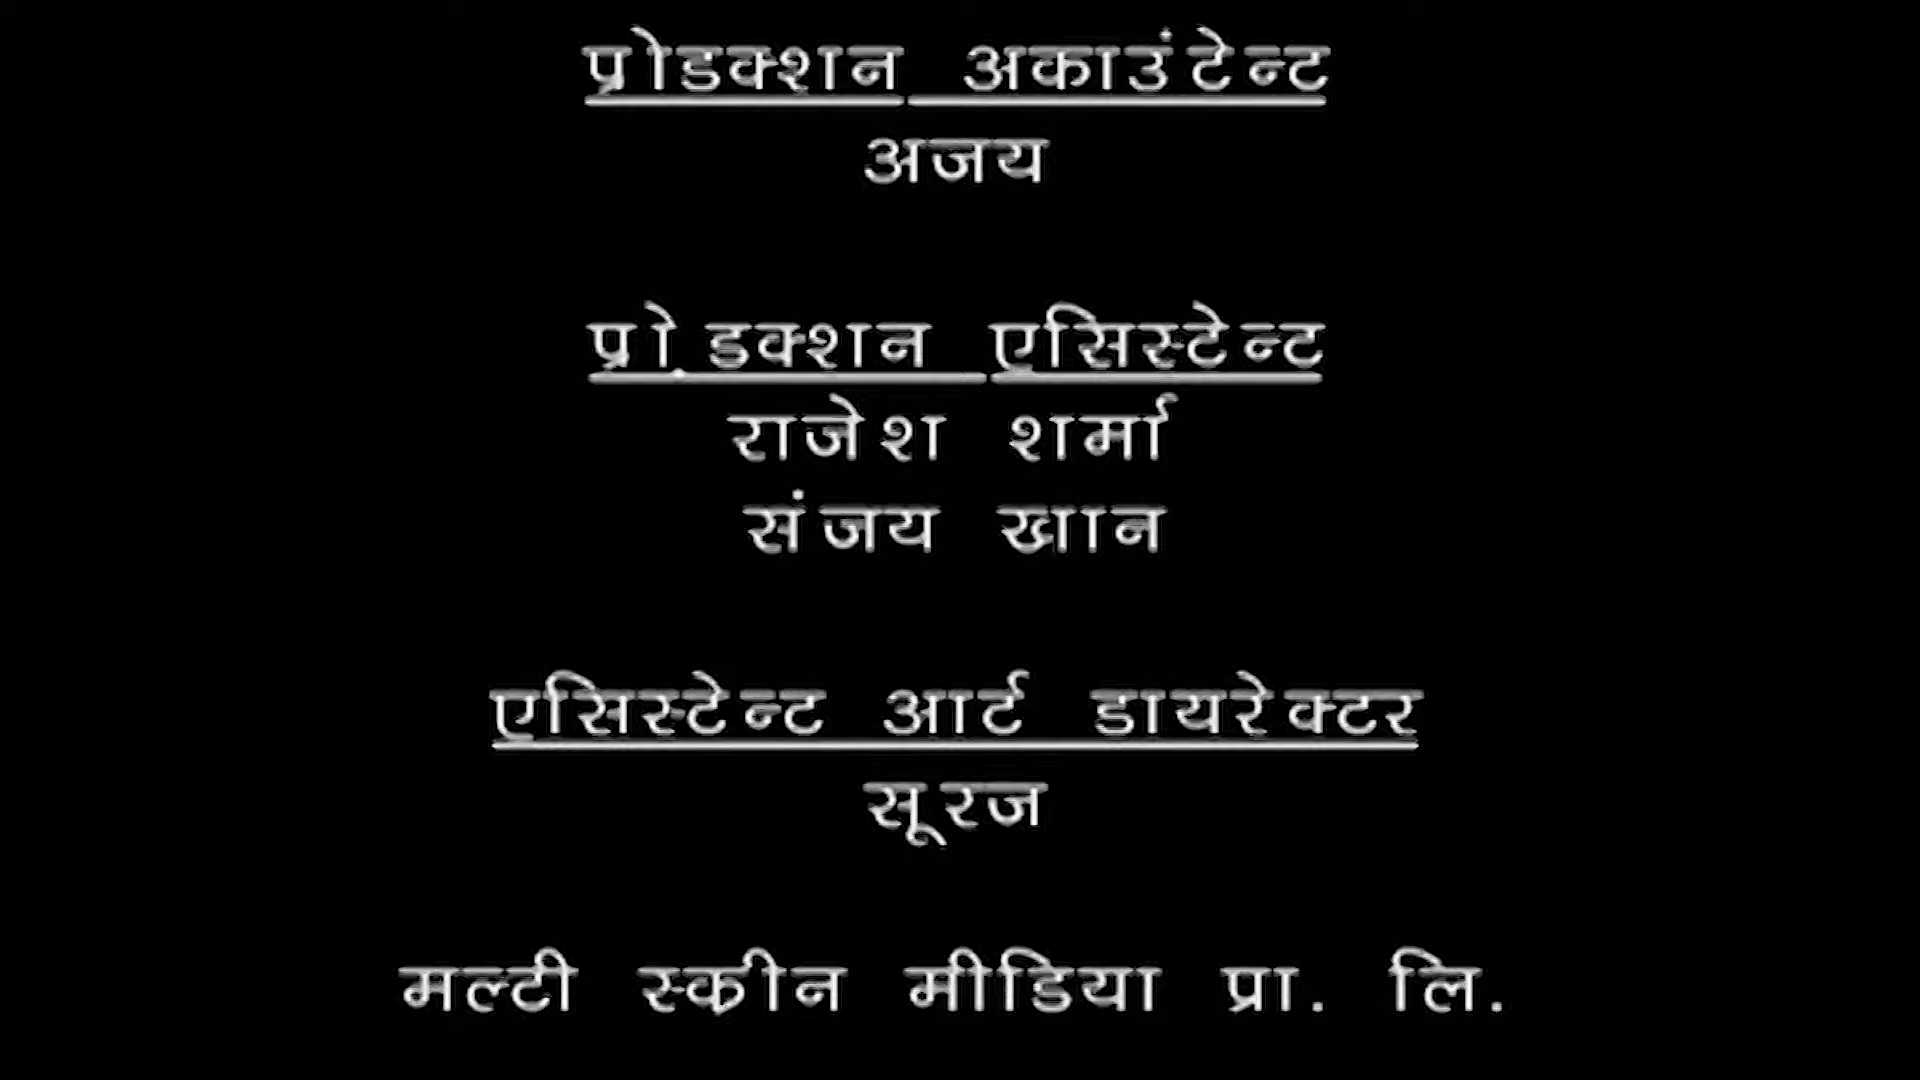 प्रोडक्शन अकाउंटेन्ट
अजय
प्रो.डक्शन एसिस्टेन्ट
राजेश शर्मा
संजय खान
एसिस्टेन्ट आर्ट डायरेक्टर
सूरज
मल्टी स्क्रीन मीडिया प्रा. लि.